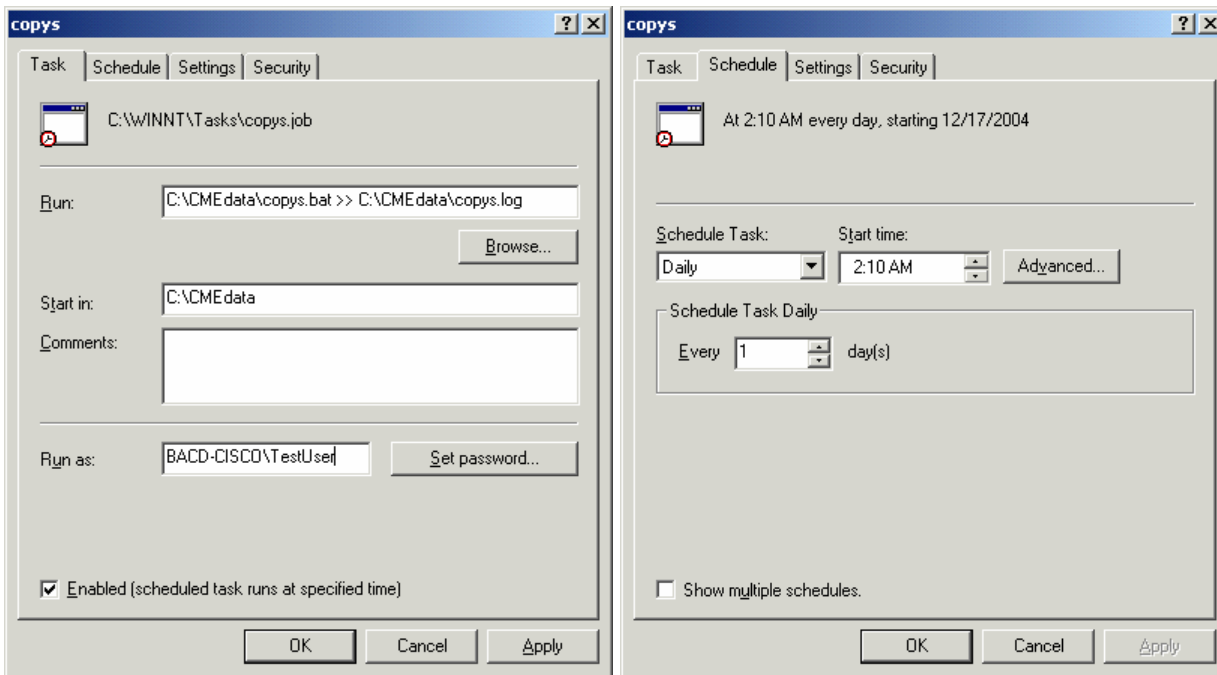 copys
Task Schedule Settings Security
C:\WINNT\Tasks\copys.job
Run: C:\CMEdata\copys.bat >> C:\CMEdata\copys.log
Browse...
Start in: C:\CMEdata
Comments:
Run as: BACD-CISCO\TestUser Set password...
Enabled (scheduled task runs at specified time)
OK Cancel Apply
copys
Task Schedule Settings Security
At 2:10 AM every day, starting 12/17/2004
Schedule Task: Start time:
Daily 2:10 AM Advanced...
Schedule Task Daily
Every 1 day(s)
Show multiple schedules.
OK Cancel Apply